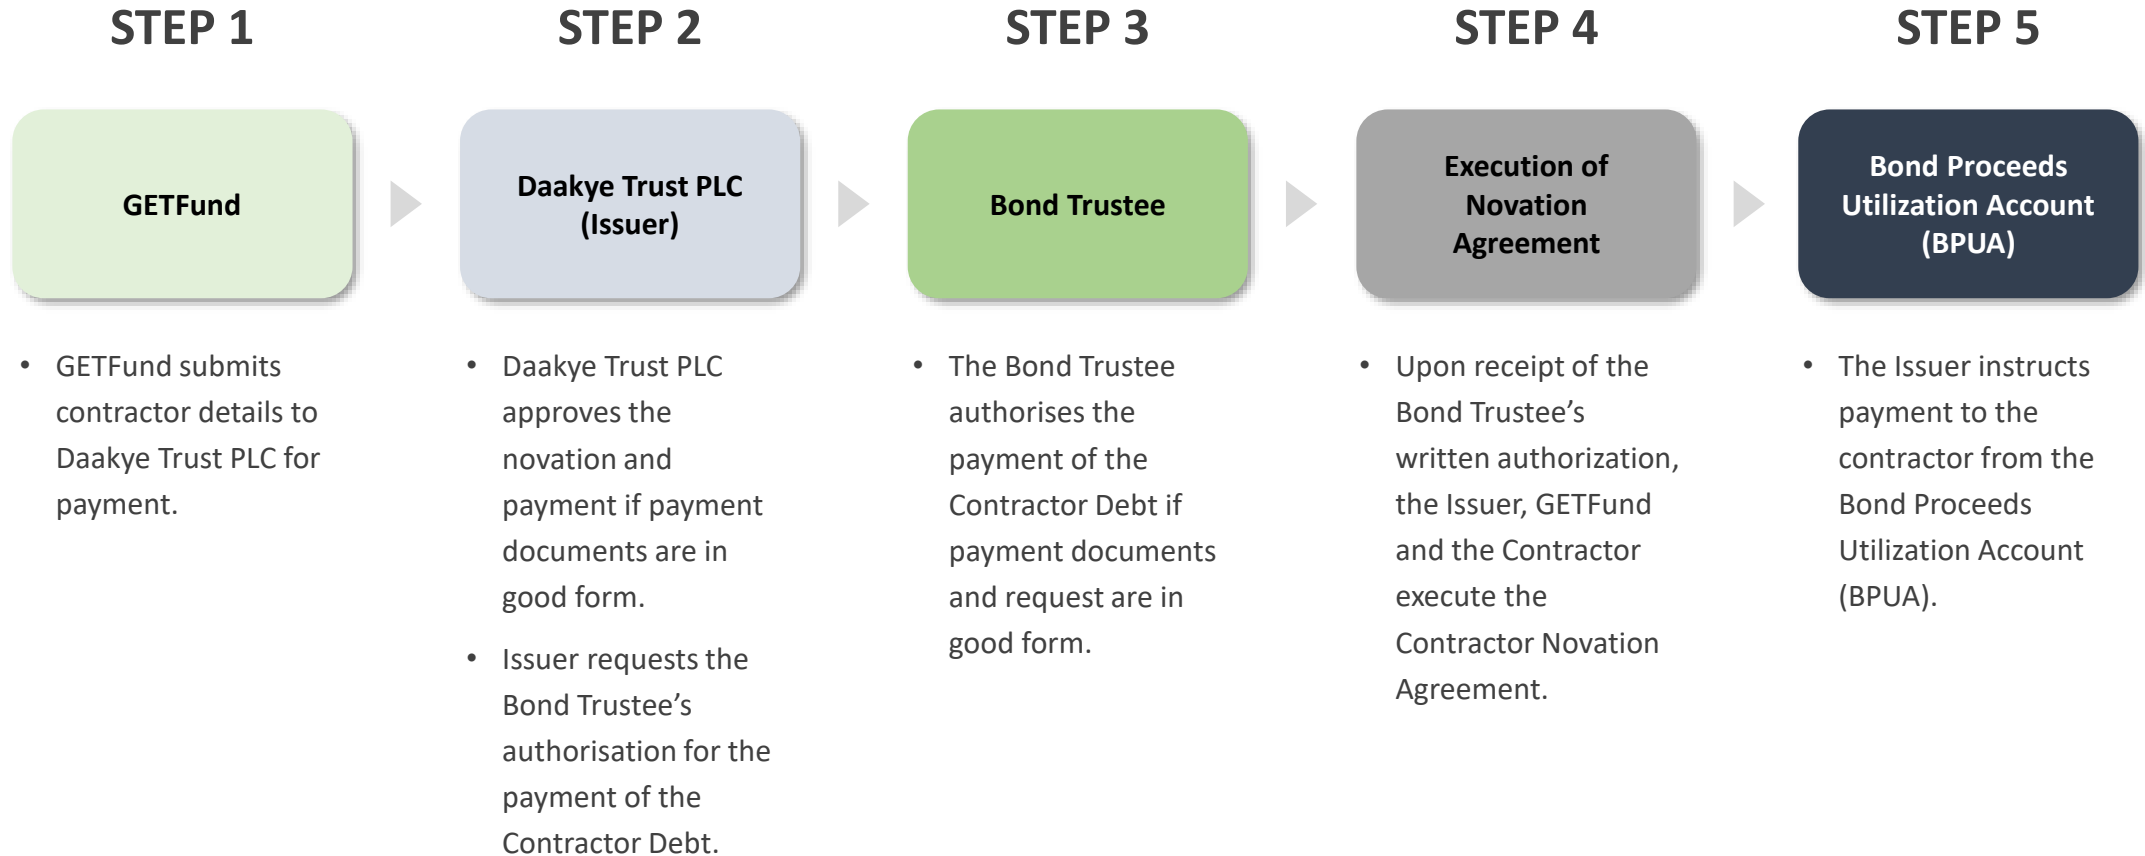 STEP 1
STEP 2
STEP 3
STEP 4
STEP 5
GETFund
Daakye Trust PLC
(Issuer)
Bond Trustee
Execution of
Novation
Agreement
Bond Proceeds
Utilization Account
(BPUA)
• GETFund submits
contractor details to
Daakye Trust PLC for
payment.
• Daakye Trust PLC
approves the
novation and
payment if payment
documents are in
good form.
• Issuer requests the
Bond Trustee’s
authorisation for the
payment of the
Contractor Debt.
• The Bond Trustee
authorises the
payment of the
Contractor Debt if
payment documents
and request are in
good form.
• Upon receipt of the
Bond Trustee’s
written authorization,
the Issuer, GETFund
and the Contractor
execute the
Contractor Novation
Agreement.
• The Issuer instructs
payment to the
contractor from the
Bond Proceeds
Utilization Account
(BPUA).